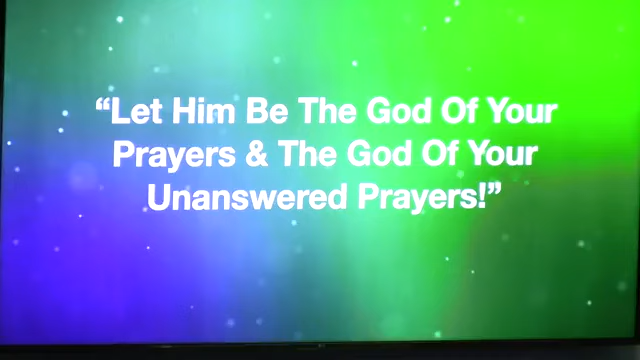 “Let Him Be The God Of Your
Prayers & The God Of Your
Unanswered Prayers!”